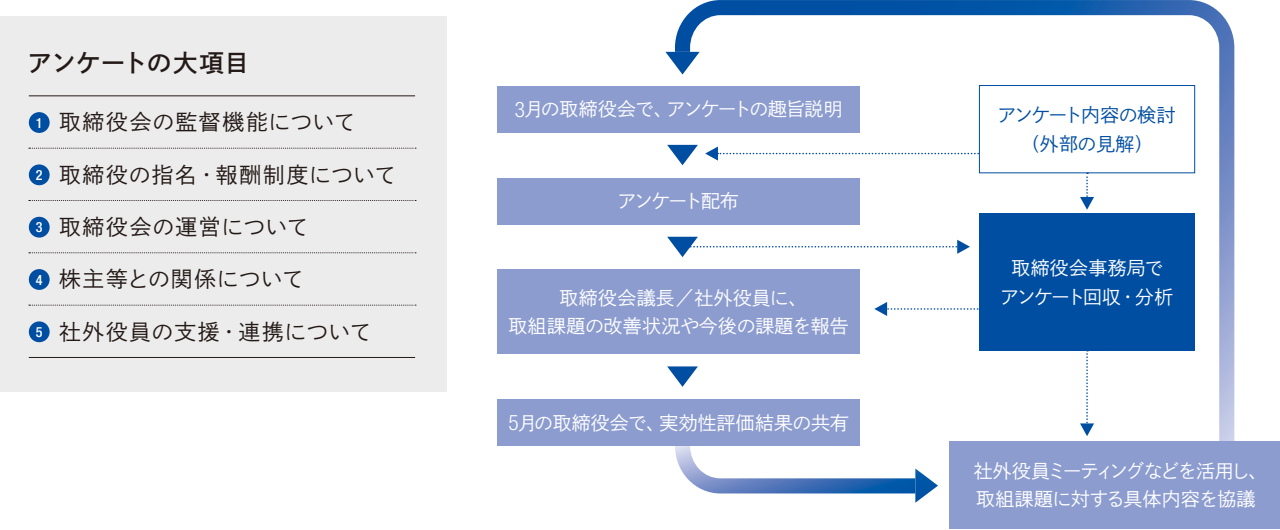 アンケートの大項目
1 取締役会の監督機能について
2 取締役の指名・報酬制度について
3 取締役会の運営について
4 株主等との関係について
5 社外役員の支援・連携について
3月の取締役会で、アンケートの趣旨説明
アンケート内容の検討
（外部の見解）
アンケート配布
取締役会事務局で
アンケート回収・分析
取締役会議長／社外役員に、
取組課題の改善状況や今後の課題を報告
5月の取締役会で、実効性評価結果の共有
社外役員ミーティングなどを活用し、
取組課題に対する具体内容を協議